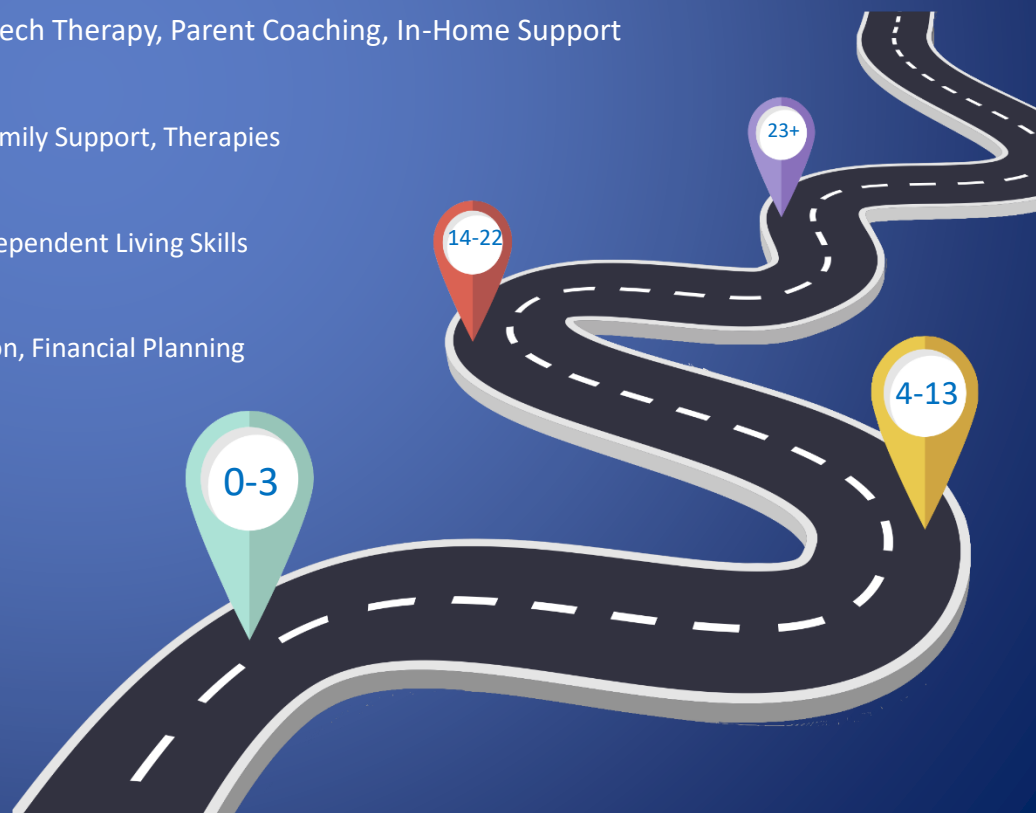 ech Therapy, Parent Coaching, In-Home Support
23+
mily Support, Therapies
14-22
ependent Living Skills
on, Financial Planning
4-13
0-3